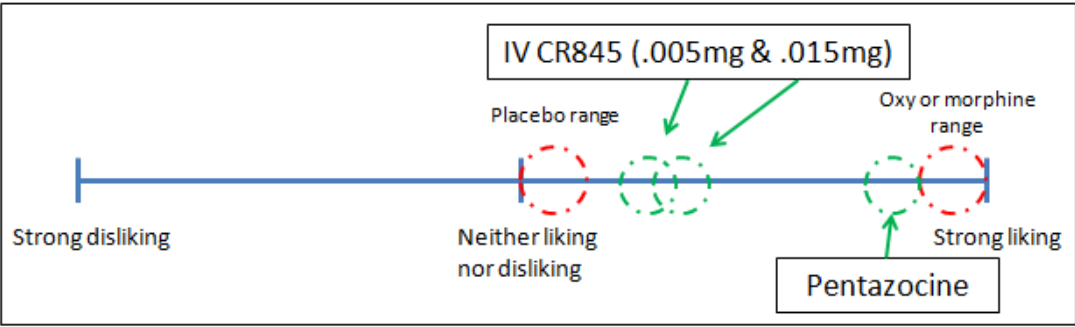 IV CR845 (.005mg & .015mg)
Placebo range
Oxy or morphine
range
Strong disliking
Neither liking
nor disliking
Strong liking
Pentazocine